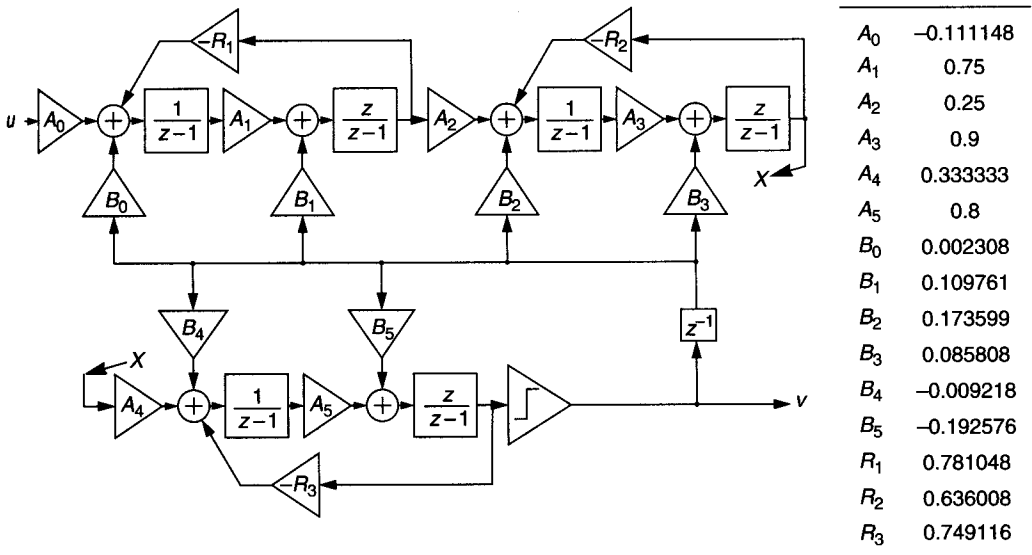 –R₁
–R₂
u
A₀
+
1
z–1
A₁
+
z
z–1
A₂
+
1
z–1
A₃
+
z
z–1
X
B₀
B₁
B₂
B₃
B₄
B₅
z⁻¹
X
A₄
+
1
z–1
A₅
+
z
z–1
v
–R₃
A₀ –0.111148
A₁ 0.75
A₂ 0.25
A₃ 0.9
A₄ 0.333333
A₅ 0.8
B₀ 0.002308
B₁ 0.109761
B₂ 0.173599
B₃ 0.085808
B₄ –0.009218
B₅ –0.192576
R₁ 0.781048
R₂ 0.636008
R₃ 0.749116